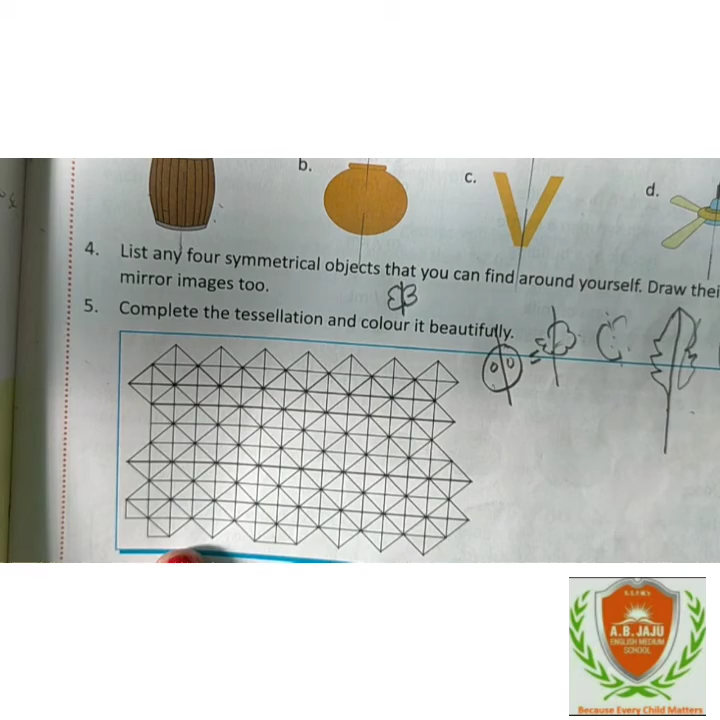 b.
c.
d.
4. List any four symmetrical objects that you can find around yourself. Draw thei
mirror images too.
5. Complete the tessellation and colour it beautifully.
A.B. JAJU
ENGLISH MEDIUM
SCHOOL
Because Every Child Matters